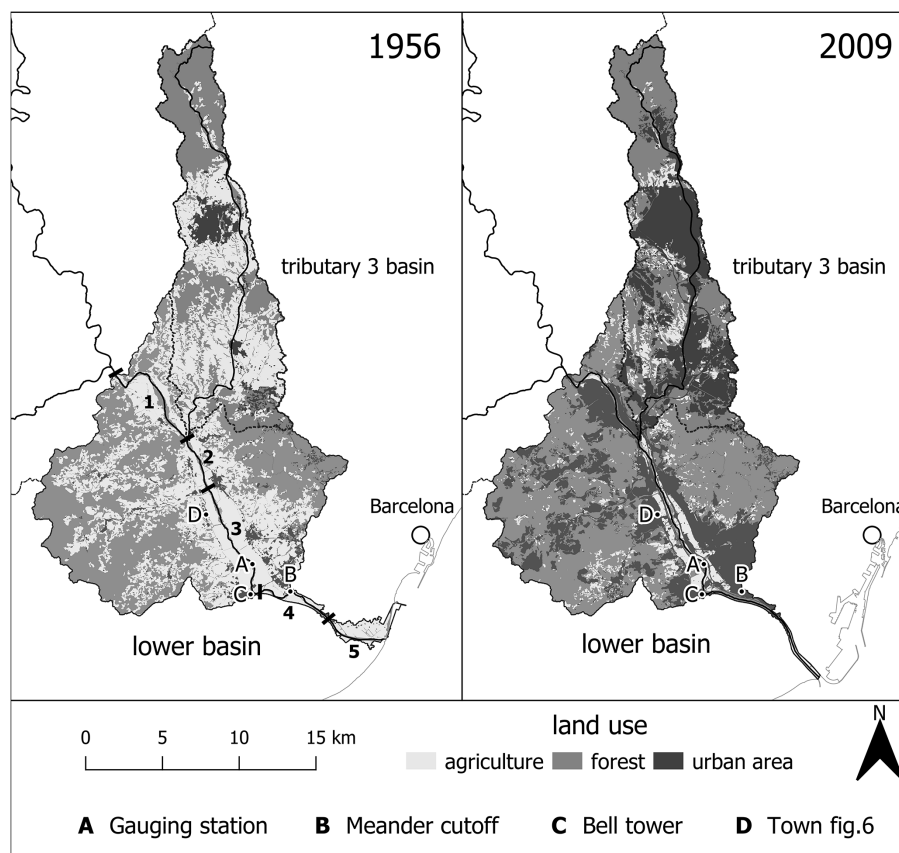 1956
2009
tributary 3 basin
tributary 3 basin
1
2
3
D
A
B
C
4
5
Barcelona
lower basin
D
A
B
C
Barcelona
lower basin
0 5 10 15 km
land use
agriculture forest urban area
N
A Gauging station B Meander cutoff C Bell tower D Town fig.6